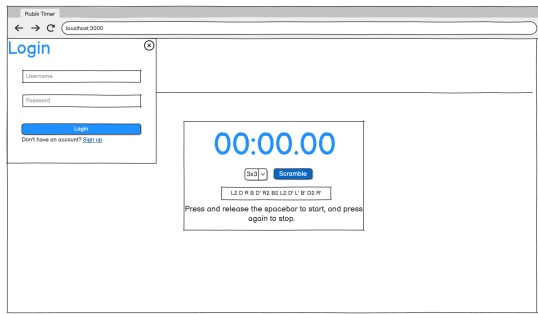 Rubik Timer
localhost:3000
Login
Username
Password
Login
Don't have an account? Sign up
00:00.00
3x3
Scramble
L2 D R B D' R2 B2 L2 D' L' B' D2 R'
Press and release the spacebar to start, and press
again to stop.